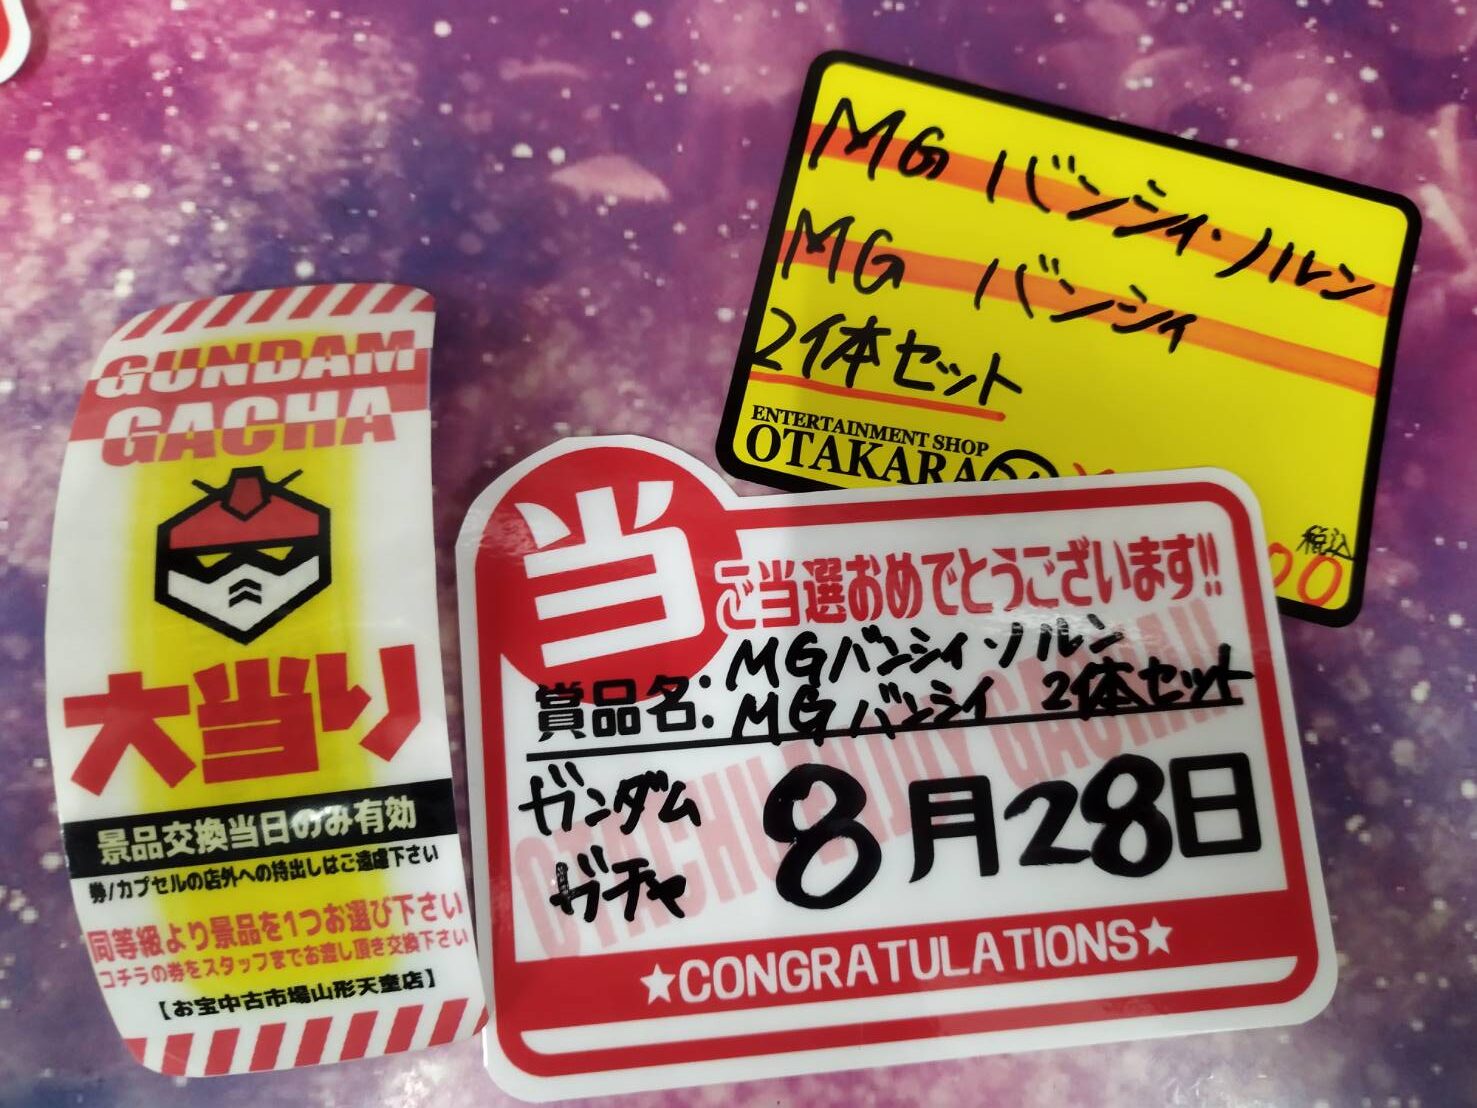 GUNDAM
GACHA
大当り
景品交換当日のみ有効
券/カプセルの店外への持出しはご遠慮下さい
同等級より景品を1つお選び下さい
コチラの券をスタッフまでお渡し頂き交換下さい
【お宝中古市場山形天童店】
MG バンシィ・ノルン
MG バンシィ
2体セット
ENTERTAINMENT SHOP
OTAKARA
税込
00
当
ご当選おめでとうございます!!
賞品名: MGバンシィ・ノルン
MGバンシィ 2体セット
ガンダム
ガチャ
8月28日
★CONGRATULATIONS★